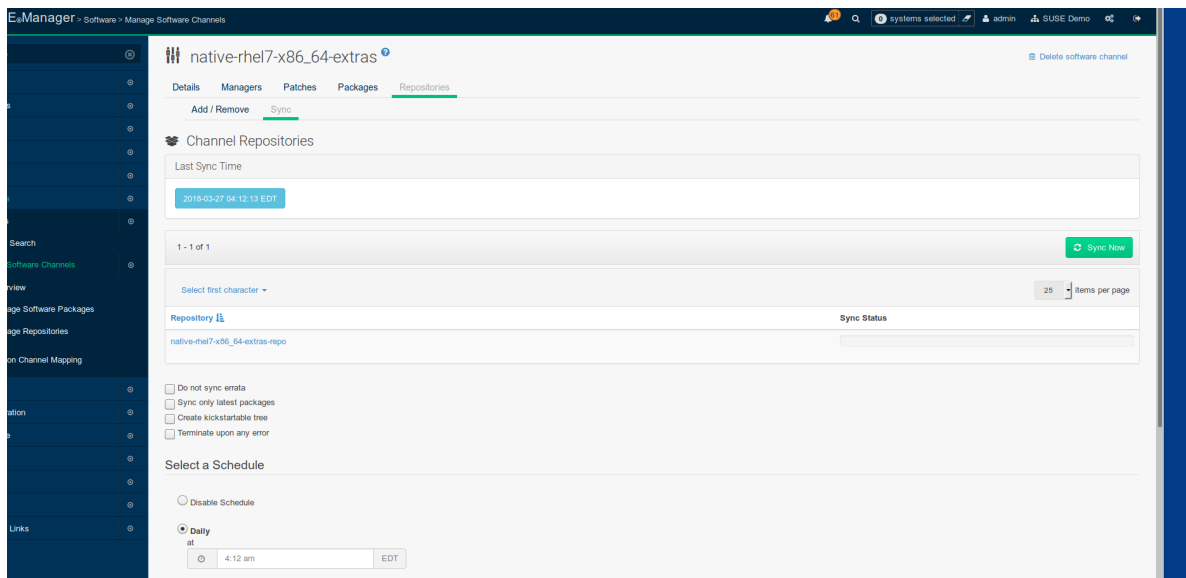 E®Manager > Software > Manage Software Channels
61
0 systems selected
admin
SUSE Demo
native-rhel7-x86_64-extras
Delete software channel
Details Managers Patches Packages Repositories
Add / Remove Sync
Channel Repositories
Last Sync Time
2018-03-27 04:12:13 EDT
1 - 1 of 1
Sync Now
Select first character
25 items per page
Repository Sync Status
native-rhel7-x86_64-extras-repo
Do not sync errata
Sync only latest packages
Create kickstartable tree
Terminate upon any error
Select a Schedule
Disable Schedule
Daily
at
4:12 am EDT
Search
Software Channels
rview
age Software Packages
age Repositories
on Channel Mapping
ration
Links